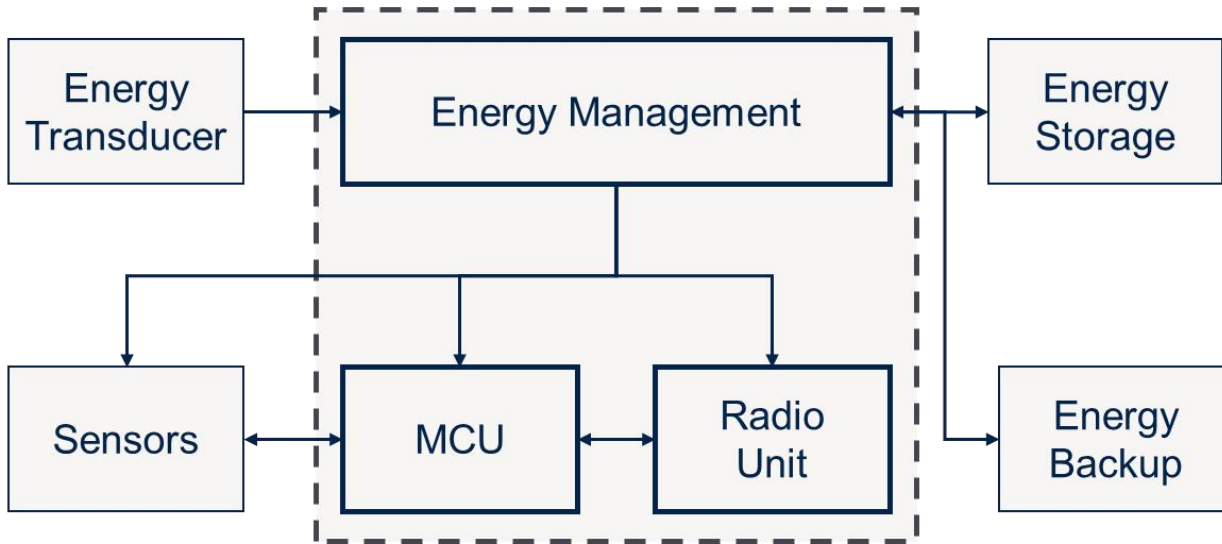 Energy
Transducer
Energy Management
Energy
Storage
Sensors
MCU
Radio
Unit
Energy
Backup